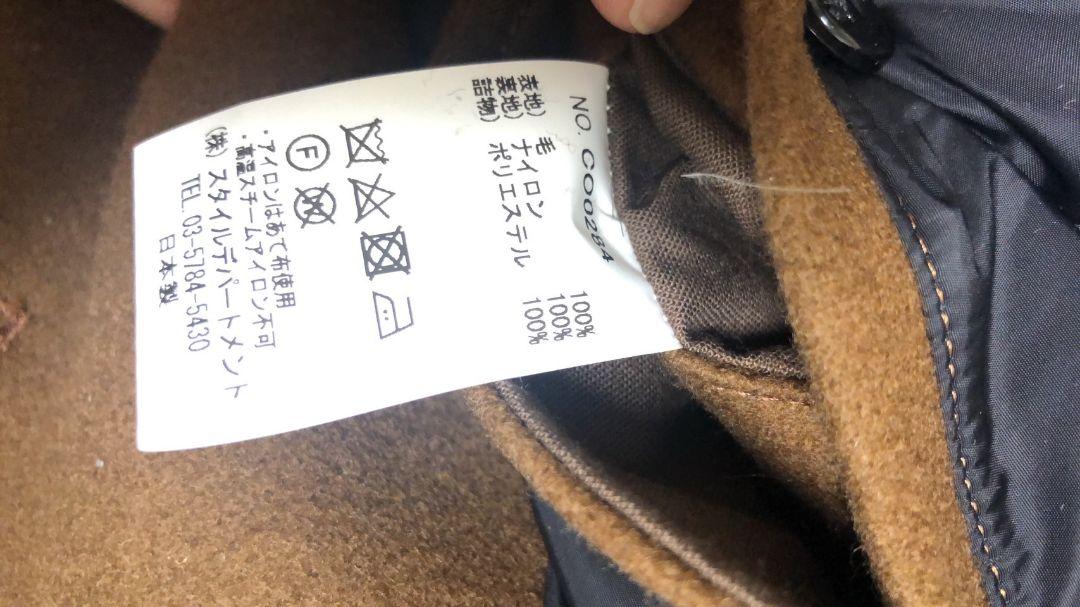 NO. CO0284
表地) 毛 100%
裏地) ナイロン 100%
詰物) ポリエステル 100%
F
・アイロンはあて布使用
・高温スチームアイロン不可
(株) スタイルデパートメント
TEL 03-5784-5430
日本製